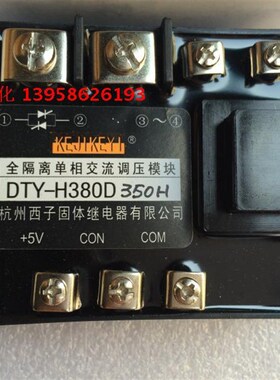 化 13958626193
① ② ③ ~ ④
KEJIKEYI
全隔离单相交流调压模块
DTY-H380D 350H
杭州西子固体继电器有限公司
+5V CON COM